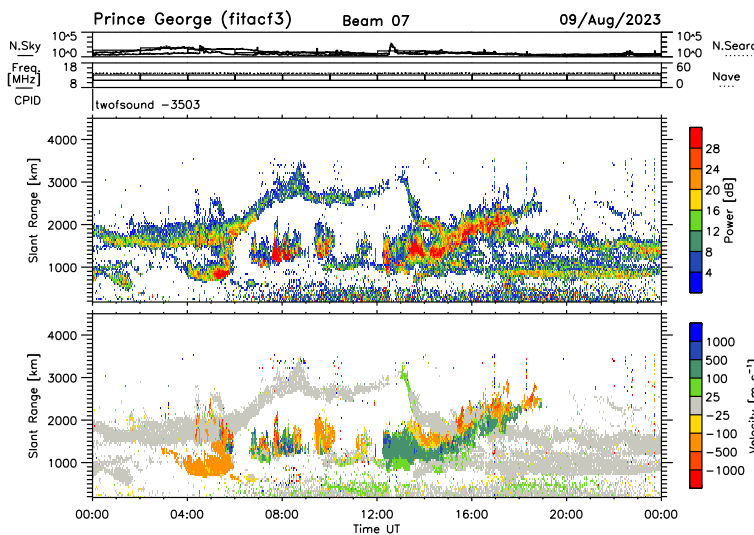 Prince George (fitacf3) Beam 07 09/Aug/2023
N.Sky 10^5 10^0 10^5 10^0 N.Searc
Freq. [MHz] 18 8 60 0 Nave
CPID twofsound -3503
4000
3000
2000
1000
Slant Range [km]
28
24
20
16
12
8
4
Power [dB]
4000
3000
2000
1000
Slant Range [km]
1000
500
100
25
-25
-100
-500
-1000
Velocity [m s^-1]
00:00 04:00 08:00 12:00 16:00 20:00 00:00
Time UT